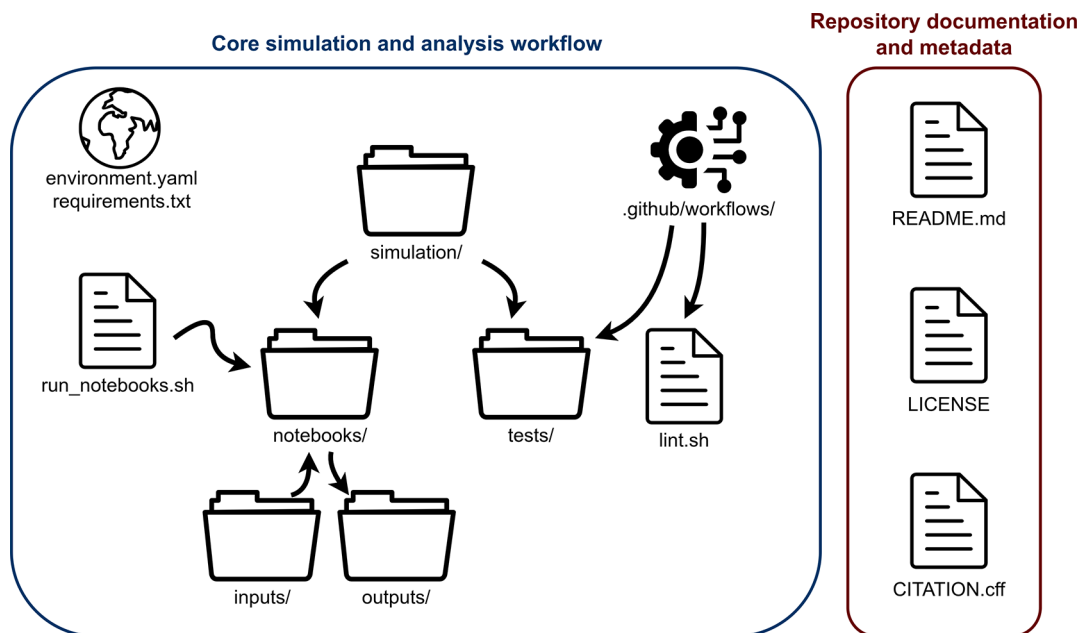 Core simulation and analysis workflow
Repository documentation
and metadata
environment.yaml
requirements.txt
simulation/
.github/workflows/
run_notebooks.sh
notebooks/
tests/
lint.sh
inputs/
outputs/
README.md
LICENSE
CITATION.cff